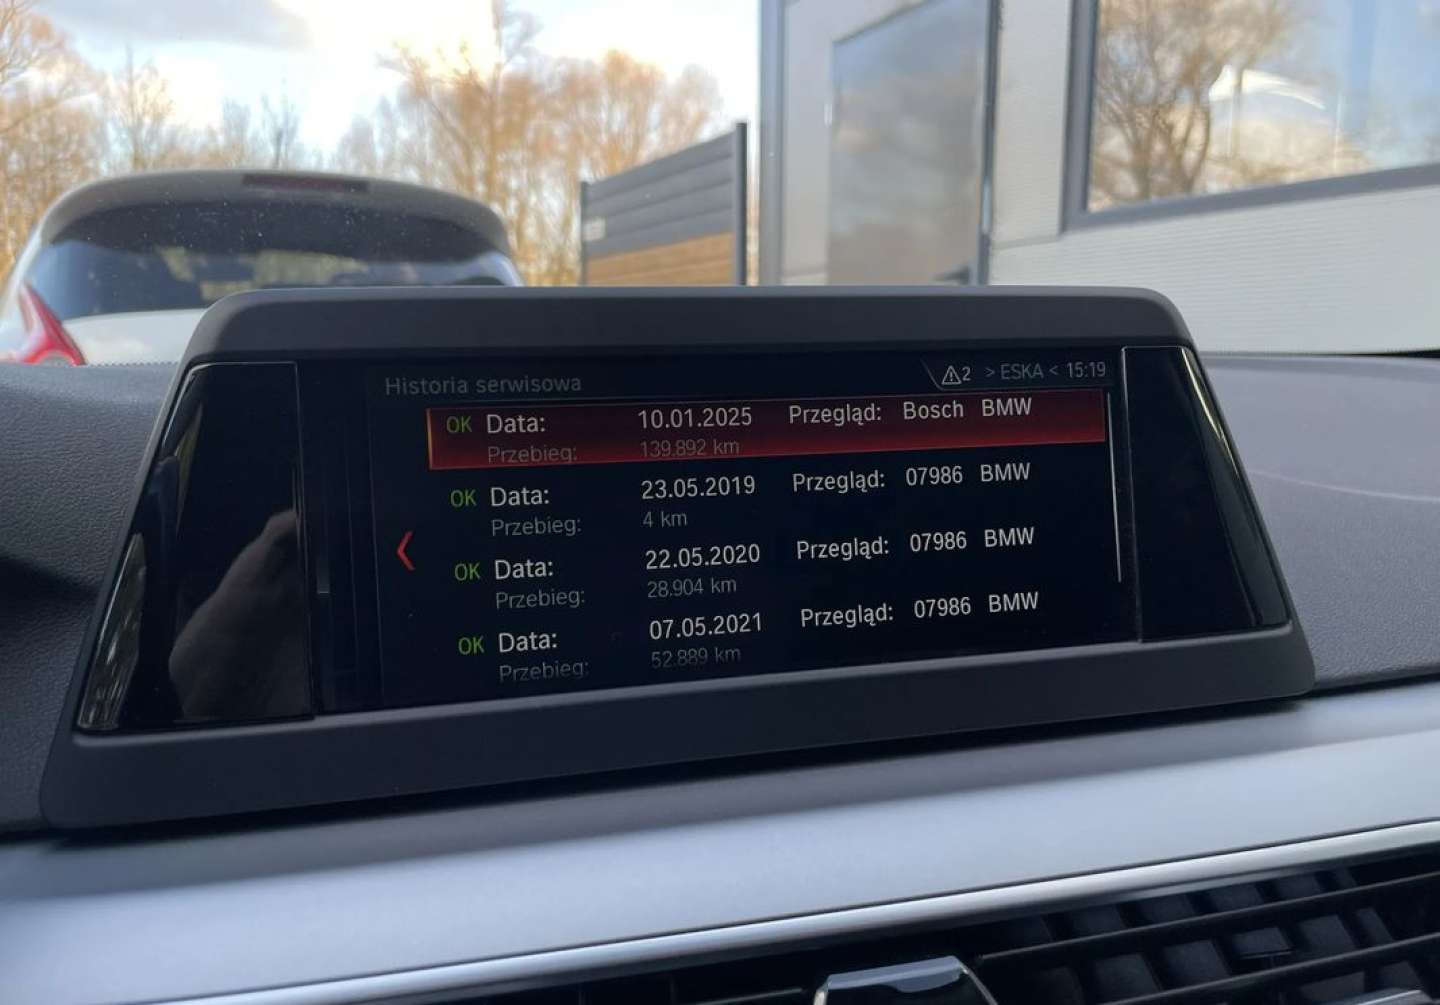 Historia serwisowa
2 > ESKA < 15:19
OK Data: 10.01.2025 Przegląd: Bosch BMW
Przebieg: 139.892 km
OK Data: 23.05.2019 Przegląd: 07986 BMW
Przebieg: 4 km
OK Data: 22.05.2020 Przegląd: 07986 BMW
Przebieg: 28.904 km
OK Data: 07.05.2021 Przegląd: 07986 BMW
Przebieg: 52.889 km